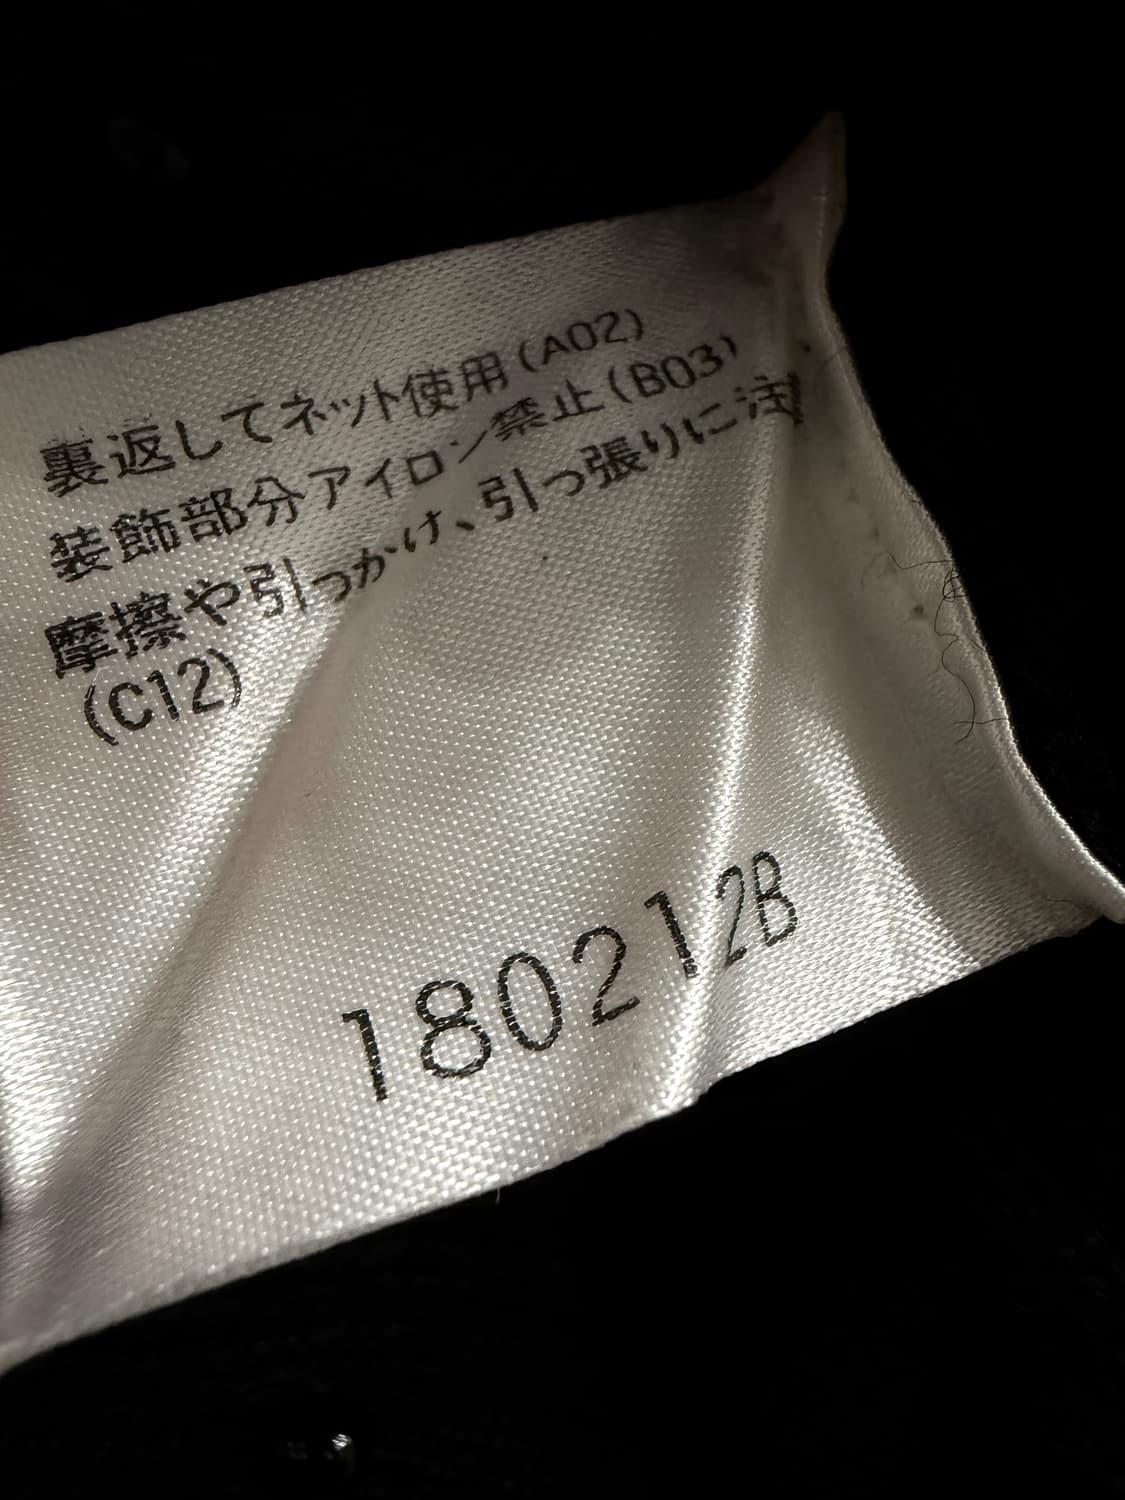 裏返してネット使用(A02)
装飾部分アイロン禁止(B03)
摩擦や引っかけ、引っ張りに注
(C12)
180212B